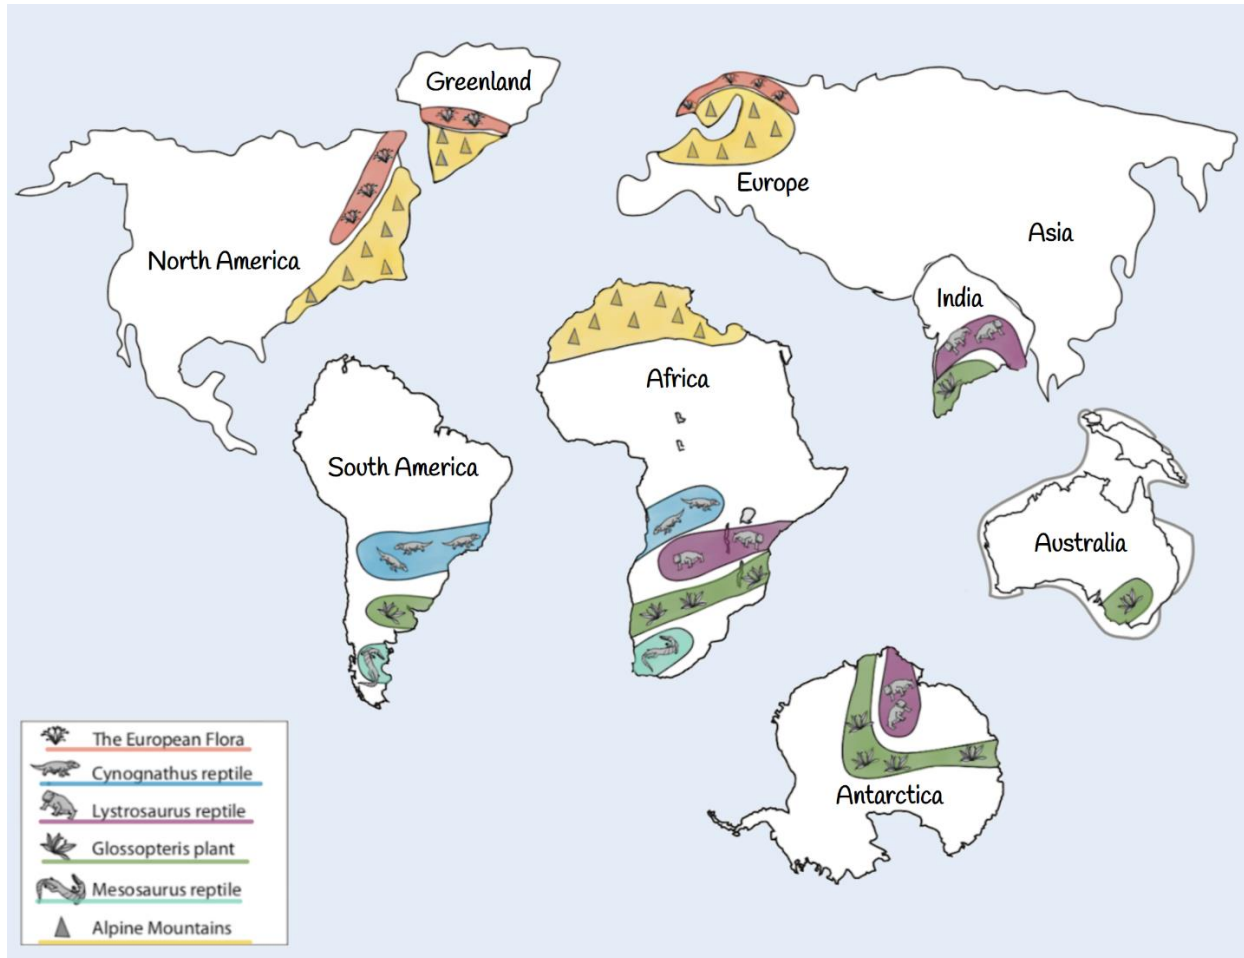 Greenland
Europe
Asia
North America
India
Africa
South America
Australia
Antarctica
The European Flora
Cynognathus reptile
Lystrosaurus reptile
Glossopteris plant
Mesosaurus reptile
Alpine Mountains